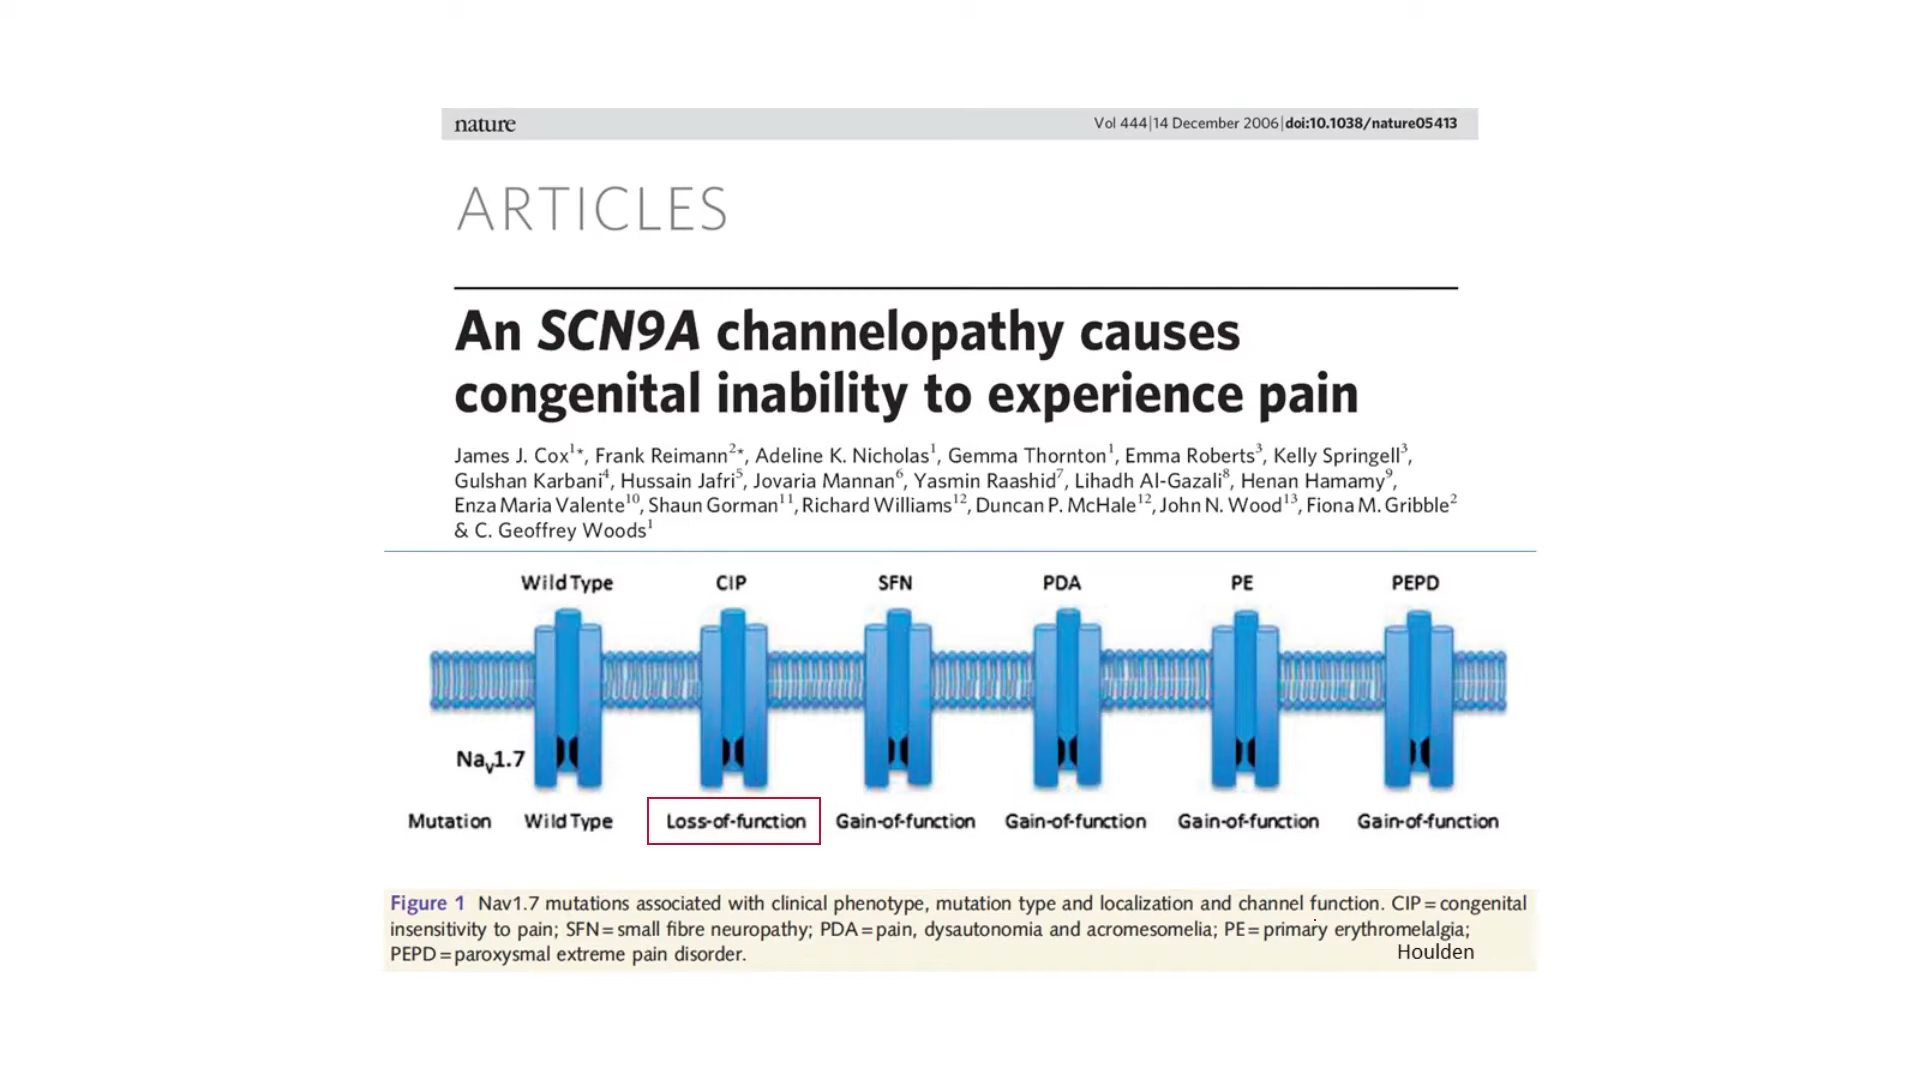 nature Vol 444|14 December 2006|doi:10.1038/nature05413
ARTICLES
An SCN9A channelopathy causes
congenital inability to experience pain
James J. Cox1*, Frank Reimann2*, Adeline K. Nicholas1, Gemma Thornton1, Emma Roberts3, Kelly Springell3,
Gulshan Karbani4, Hussain Jafri5, Jovaria Mannan6, Yasmin Raashid7, Lihadh Al-Gazali8, Henan Hamamy9,
Enza Maria Valente10, Shaun Gorman11, Richard Williams12, Duncan P. McHale12, John N. Wood13, Fiona M. Gribble2
& C. Geoffrey Woods1
Wild Type CIP SFN PDA PE PEPD
Nav1.7
Mutation Wild Type Loss-of-function Gain-of-function Gain-of-function Gain-of-function Gain-of-function
Figure 1 Nav1.7 mutations associated with clinical phenotype, mutation type and localization and channel function. CIP = congenital
insensitivity to pain; SFN = small fibre neuropathy; PDA = pain, dysautonomia and acromesomelia; PE = primary erythromelalgia;
PEPD = paroxysmal extreme pain disorder. Houlden